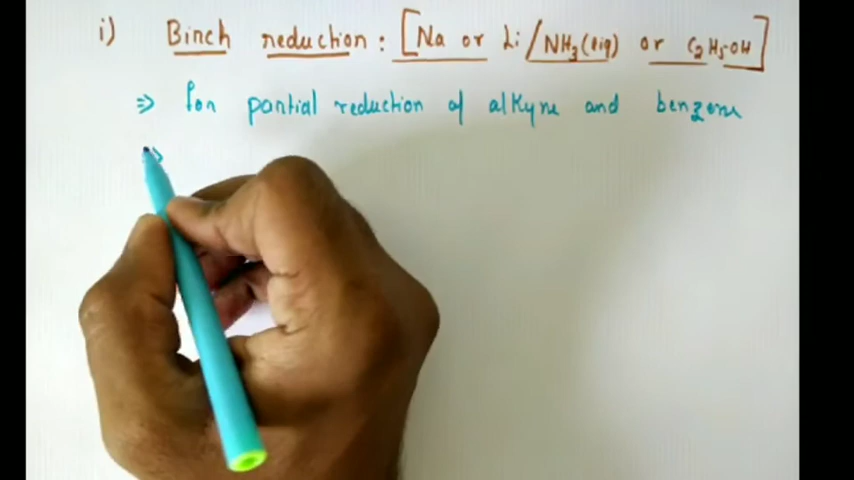 i) Birch reduction : [Na or Li/NH₃(liq) or C₂H₅-OH]
⇒ for partial reduction of alkyne and benzene
⇒